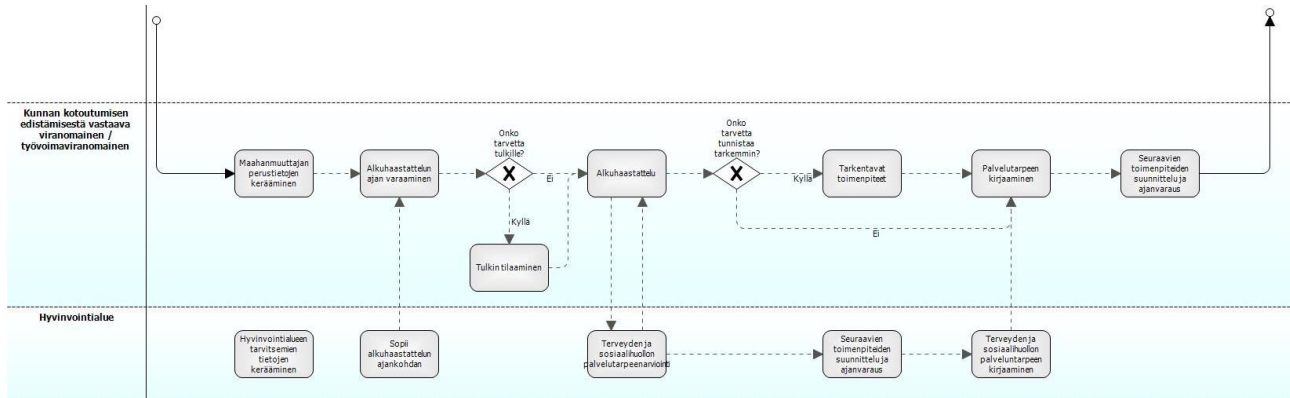 Kunnan kotoutumisen
edistämisestä vastaava
viranomainen /
työvoimaviranomainen
Maahanmuuttajan
perustietojen
kerääminen
Alkuhaastattelun
ajan varaaminen
Onko
tarvetta
tulkille?
Ei
Kyllä
Tulkin tilaaminen
Alkuhaastattelu
Onko
tarvetta
tunnistaa
tarkemmin?
Kyllä
Ei
Tarkentavat
toimenpiteet
Palvelutarpeen
kirjaaminen
Seuraavien
toimenpiteiden
suunnittelu ja
ajanvaraus
Hyvinvointialue
Hyvinvointialueen
tarvitsemien
tietojen
kerääminen
Sopii
alkuhaastattelun
ajankohdan
Terveyden ja
sosiaalihuollon
palvelutarpeenarviointi
Seuraavien
toimenpiteiden
suunnittelu ja
ajanvaraus
Terveyden ja
sosiaalihuollon
palveluntarpeen
kirjaaminen